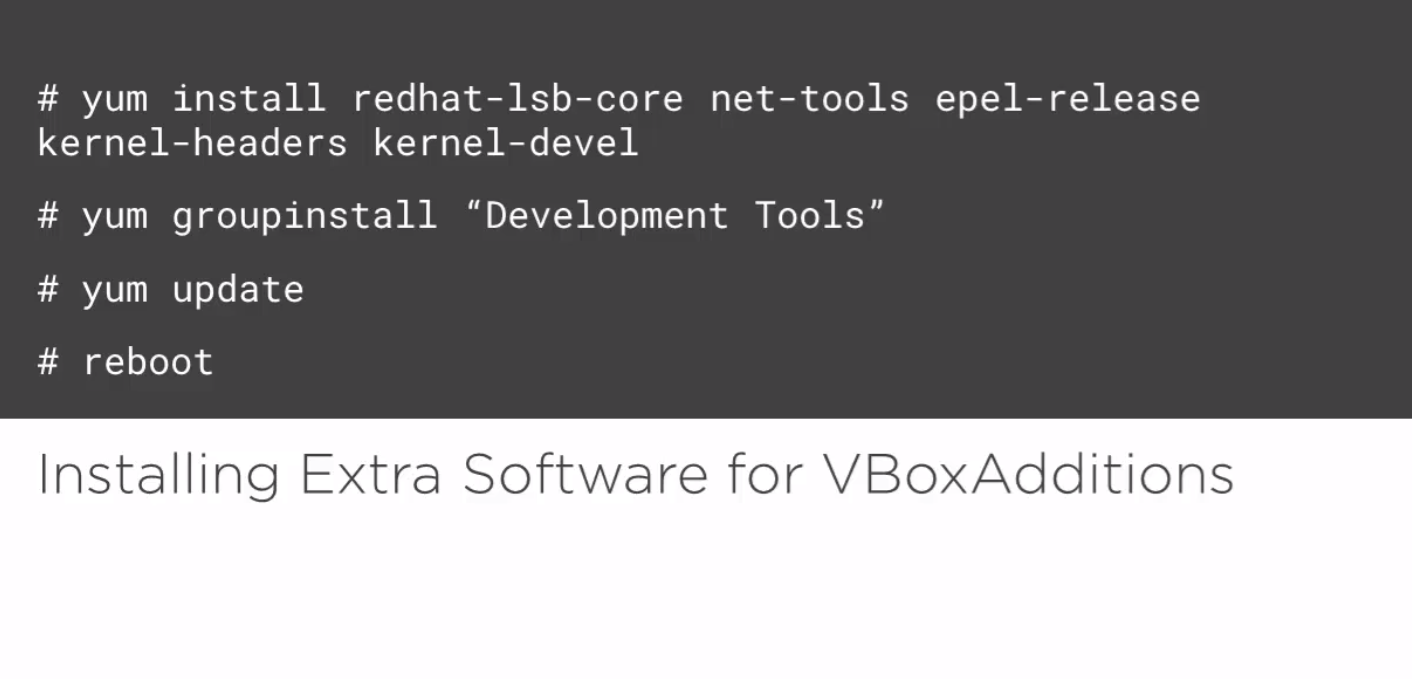 # yum install redhat-lsb-core net-tools epel-release
kernel-headers kernel-devel
# yum groupinstall “Development Tools”
# yum update
# reboot
Installing Extra Software for VBoxAdditions